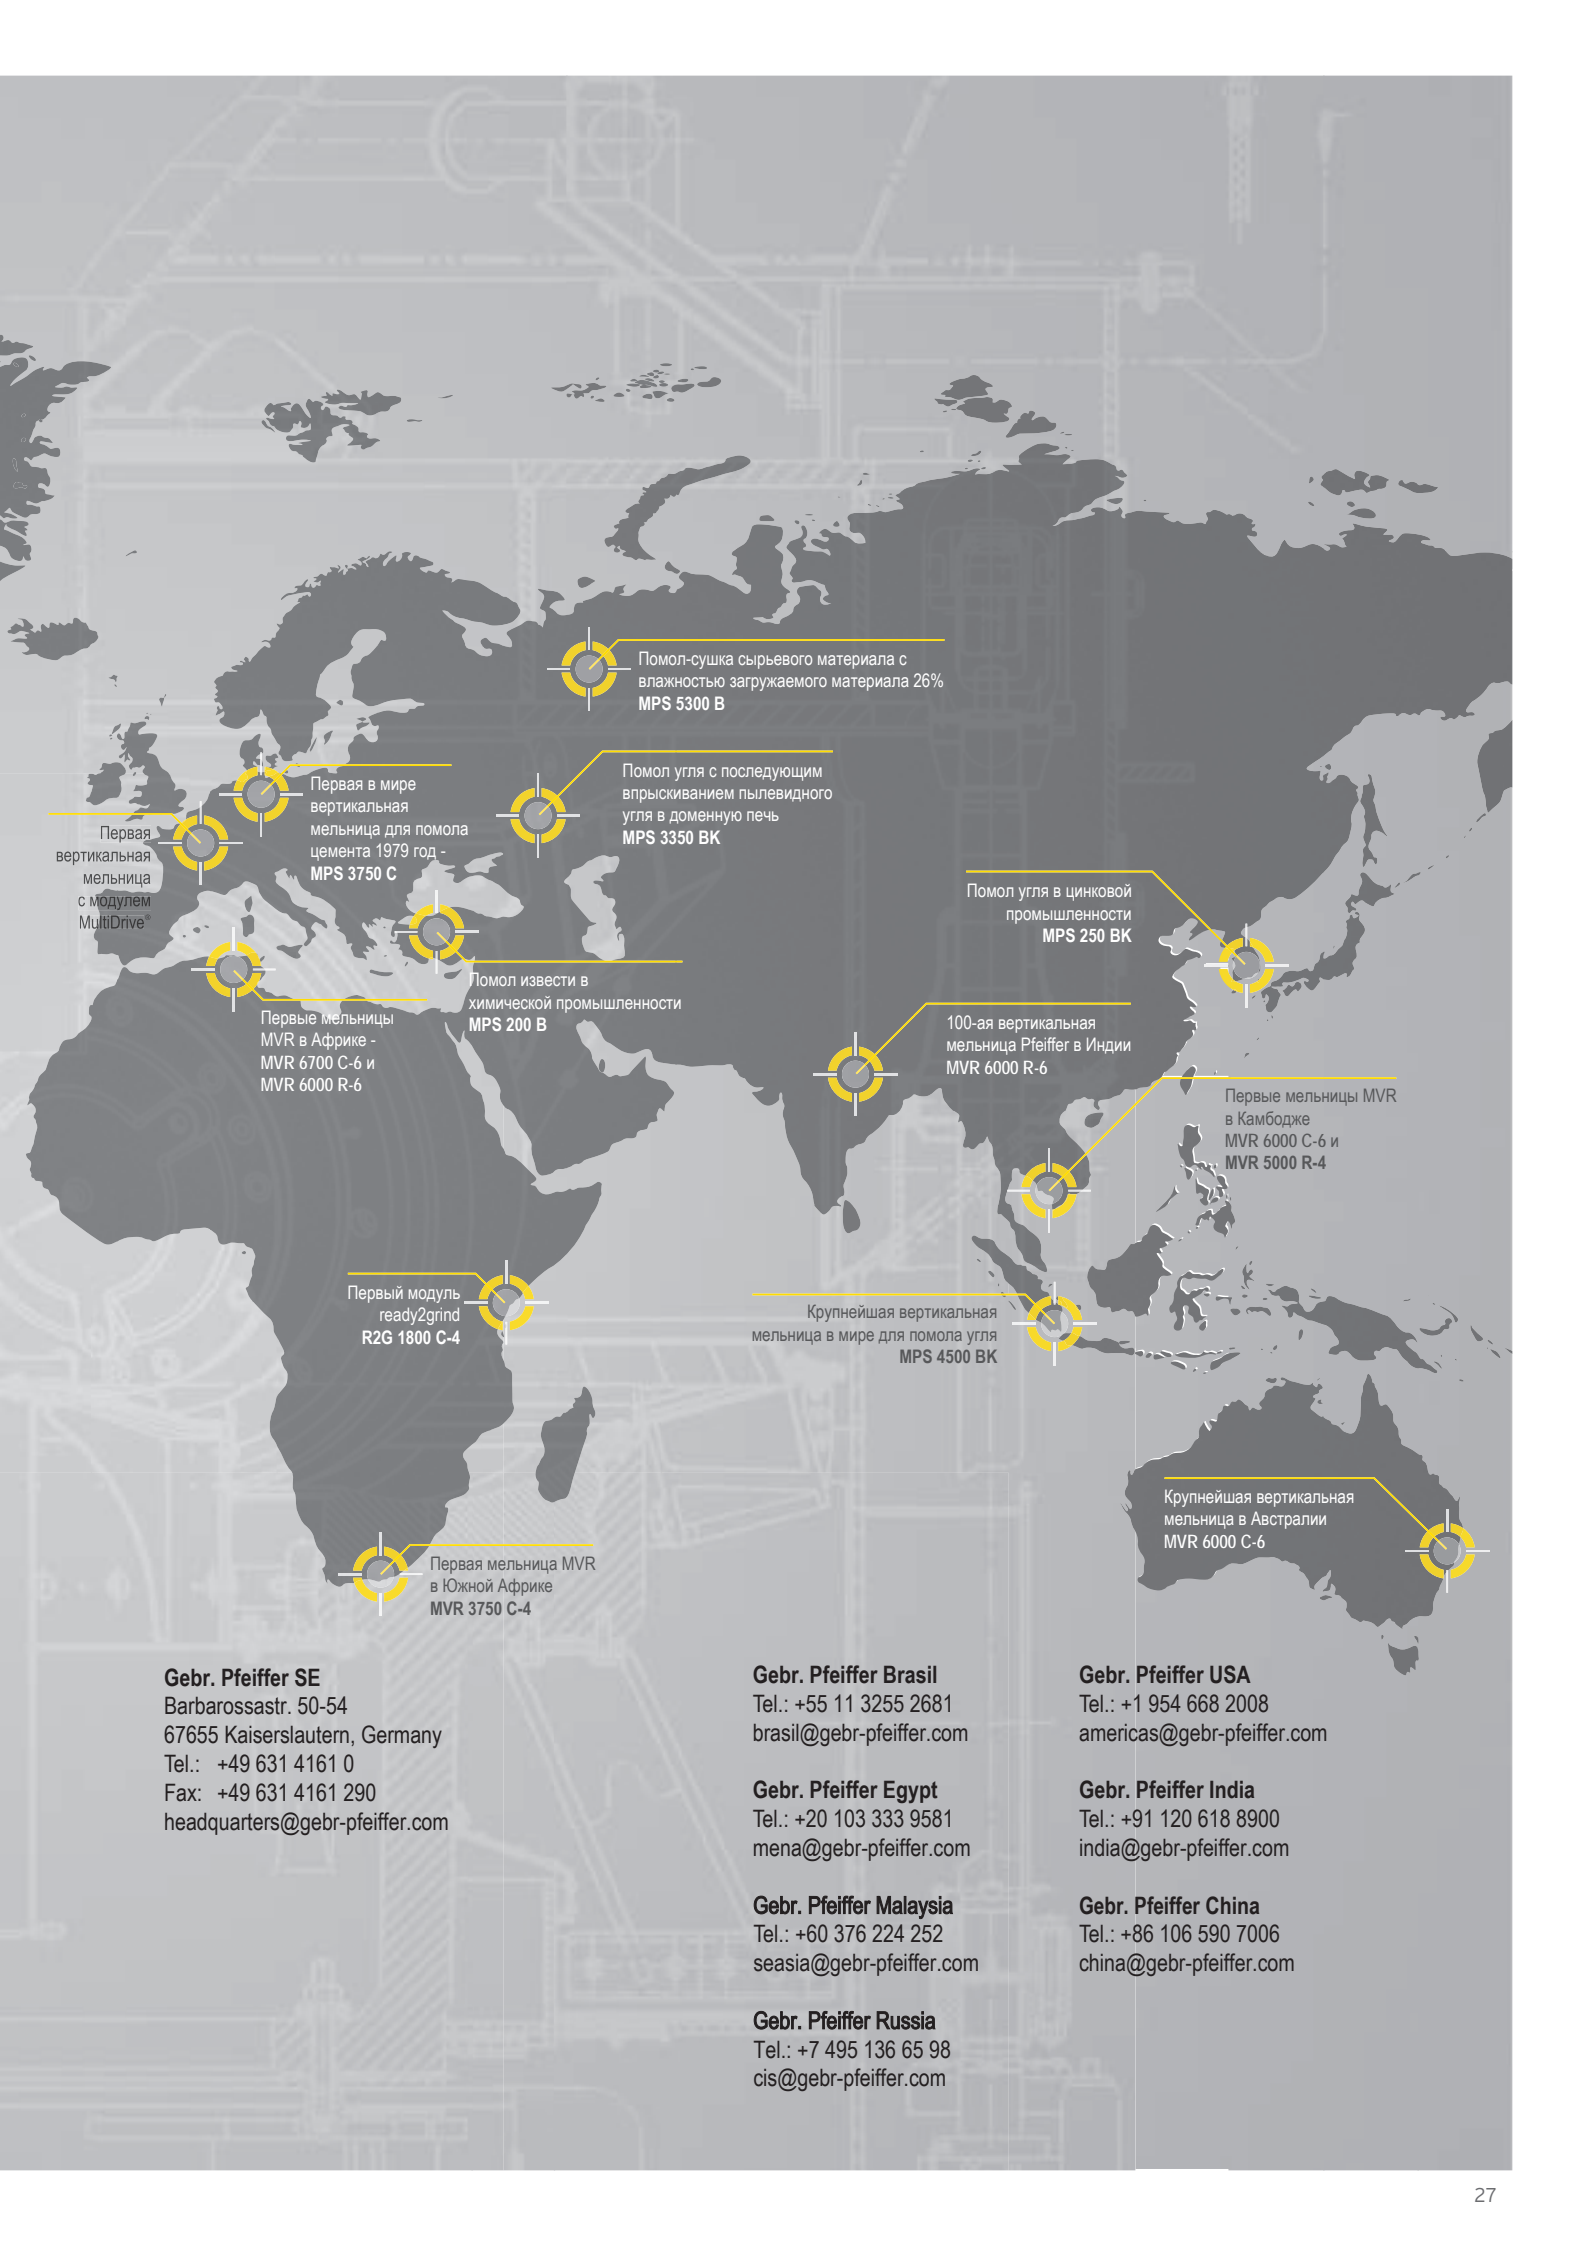 Помол-сушка сырьевого материала с
влажностью загружаемого материала 26%
MPS 5300 B
Первая в мире
вертикальная
мельница для помола
цемента 1979 год -
MPS 3750 C
Помол угля с последующим
впрыскиванием пылевидного
угля в доменную печь
MPS 3350 BK
Первая
вертикальная
мельница
с модулем
MultiDrive®
Помол угля в цинковой
промышленности
MPS 250 BK
Помол извести в
химической промышленности
MPS 200 B
Первые мельницы
MVR в Африке -
MVR 6700 C-6 и
MVR 6000 R-6
100-ая вертикальная
мельница Pfeiffer в Индии
MVR 6000 R-6
Первые мельницы MVR
в Камбодже
MVR 6000 C-6 и
MVR 5000 R-4
Первый модуль
ready2grind
R2G 1800 C-4
Крупнейшая вертикальная
мельница в мире для помола угля
MPS 4500 BK
Крупнейшая вертикальная
мельница в Австралии
MVR 6000 C-6
Первая мельница MVR
в Южной Африке
MVR 3750 C-4
Gebr. Pfeiffer SE
Barbarossastr. 50-54
67655 Kaiserslautern, Germany
Tel.: +49 631 4161 0
Fax: +49 631 4161 290
headquarters@gebr-pfeiffer.com
Gebr. Pfeiffer Brasil
Tel.: +55 11 3255 2681
brasil@gebr-pfeiffer.com
Gebr. Pfeiffer Egypt
Tel.: +20 103 333 9581
mena@gebr-pfeiffer.com
Gebr. Pfeiffer Malaysia
Tel.: +60 376 224 252
seasia@gebr-pfeiffer.com
Gebr. Pfeiffer Russia
Tel.: +7 495 136 65 98
cis@gebr-pfeiffer.com
Gebr. Pfeiffer USA
Tel.: +1 954 668 2008
americas@gebr-pfeiffer.com
Gebr. Pfeiffer India
Tel.: +91 120 618 8900
india@gebr-pfeiffer.com
Gebr. Pfeiffer China
Tel.: +86 106 590 7006
china@gebr-pfeiffer.com
27